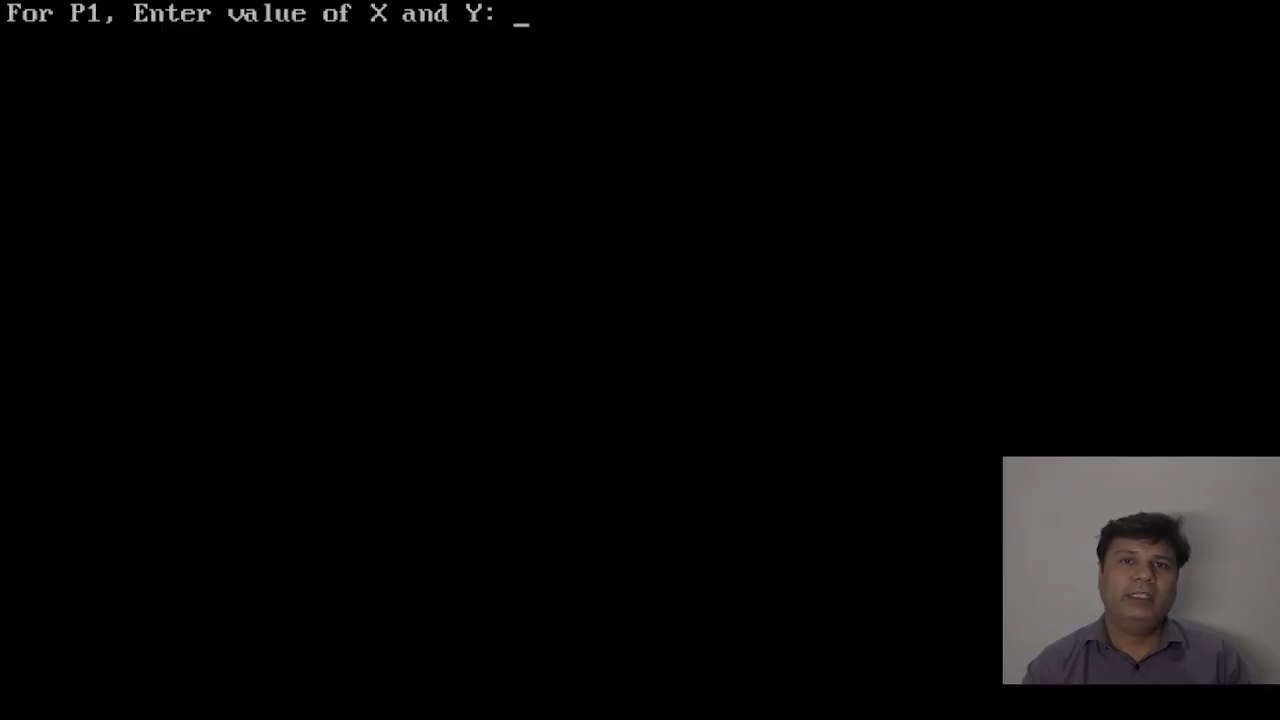 For P1, Enter value of X and Y: _